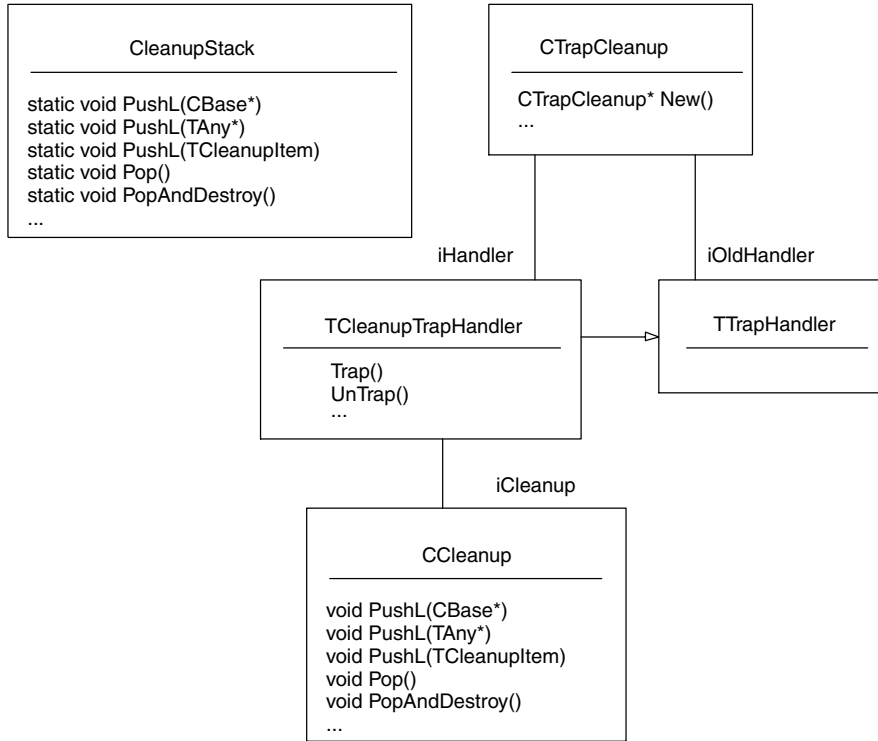 CleanupStack
static void PushL(CBase*)
static void PushL(TAny*)
static void PushL(TCleanupItem)
static void Pop()
static void PopAndDestroy()
...
CTrapCleanup
CTrapCleanup* New()
...
iHandler
iOldHandler
TCleanupTrapHandler
Trap()
UnTrap()
...
TTrapHandler
iCleanup
CCleanup
void PushL(CBase*)
void PushL(TAny*)
void PushL(TCleanupItem)
void Pop()
void PopAndDestroy()
...